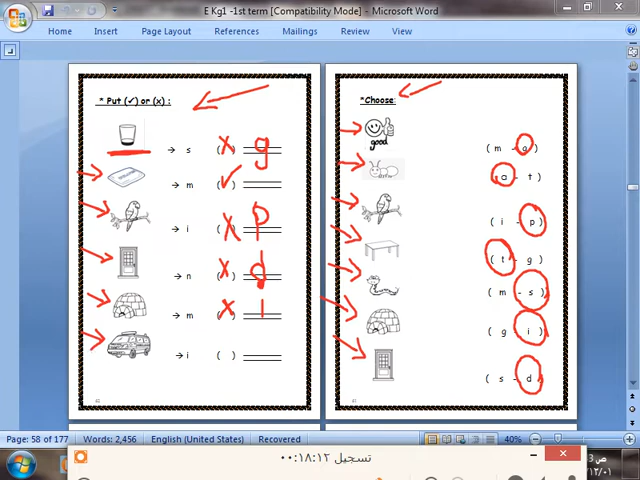 E Kg1 -1st term [Compatibility Mode] - Microsoft Word
Home Insert Page Layout References Mailings Review View
* Put (✓) or (x) :
s ( x ) g
m ( ✓ )
i ( x ) p
n ( x ) d
m ( x ) i
i ( )
*Choose:
good
( m - g )
( a - t )
( i - p )
( t - g )
( m - s )
( g - i )
( s - d )
Page: 58 of 177 Words: 2,456 English (United States) Recovered 40%
تسجيل ٠٠:١٨:١٢